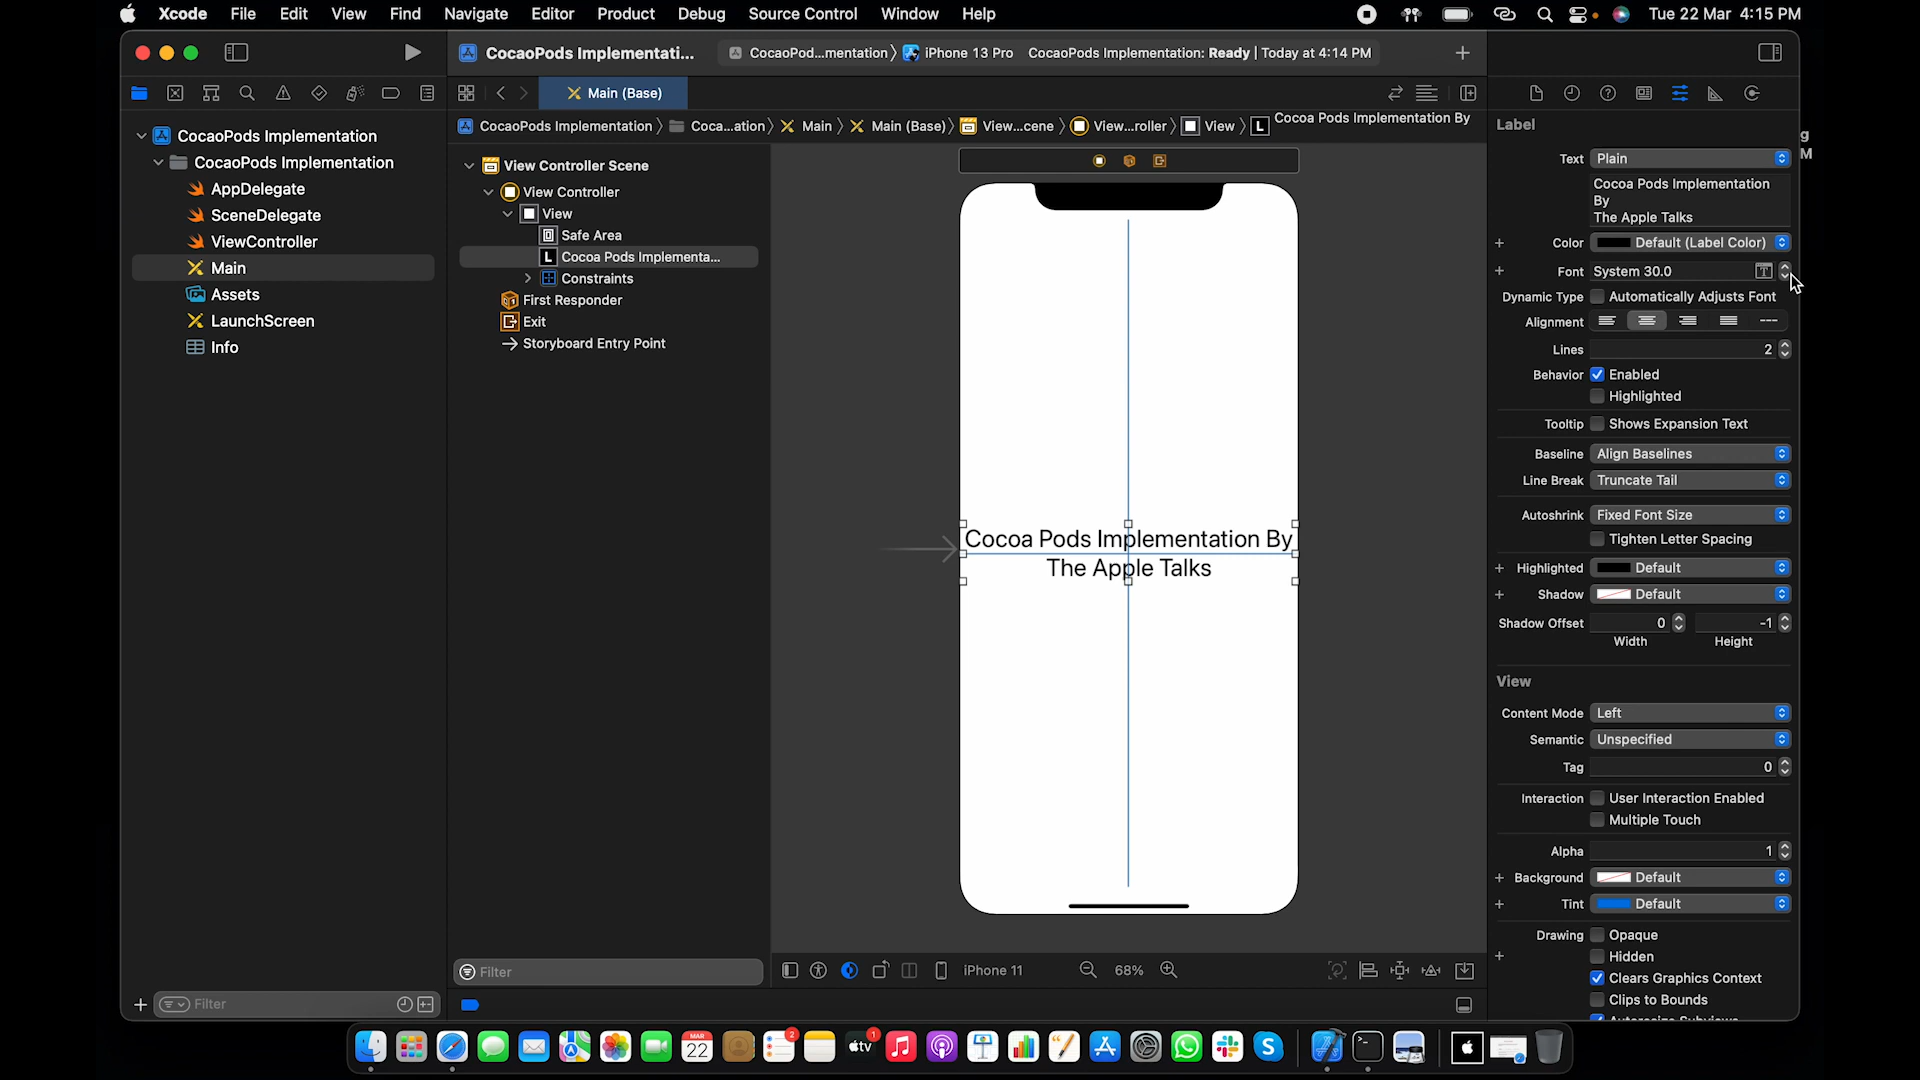 Xcode File Edit View Find Navigate Editor Product Debug Source Control Window Help Tue 22 Mar 4:15 PM
CocaoPods Implementati... CocaoPod...mentation iPhone 13 Pro CocaoPods Implementation: Ready | Today at 4:14 PM
Main (Base)
CocaoPods Implementation Coca...ation Main Main (Base) View...cene View...roller View L Cocoa Pods Implementation By
CocaoPods Implementation
CocaoPods Implementation
AppDelegate
SceneDelegate
ViewController
Main
Assets
LaunchScreen
Info
Filter
View Controller Scene
View Controller
View
Safe Area
L Cocoa Pods Implementa...
Constraints
First Responder
Exit
Storyboard Entry Point
Filter
Cocoa Pods Implementation By
The Apple Talks
iPhone 11 68%
Label
g
M
Text Plain
Cocoa Pods Implementation
By
The Apple Talks
Color Default (Label Color)
Font System 30.0 T
Dynamic Type Automatically Adjusts Font
Alignment
Lines 2
Behavior Enabled
Highlighted
Tooltip Shows Expansion Text
Baseline Align Baselines
Line Break Truncate Tail
Autoshrink Fixed Font Size
Tighten Letter Spacing
Highlighted Default
Shadow Default
Shadow Offset 0 -1
Width Height
View
Content Mode Left
Semantic Unspecified
Tag 0
Interaction User Interaction Enabled
Multiple Touch
Alpha 1
Background Default
Tint Default
Drawing Opaque
Hidden
Clears Graphics Context
Clips to Bounds
Autoresize Subviews
MAR
22
2
tv
1